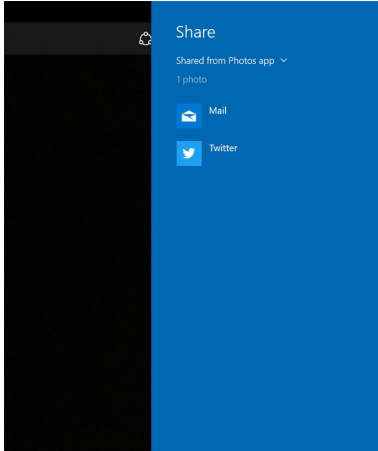 Share
Shared from Photos app
1 photo
Mail
Twitter